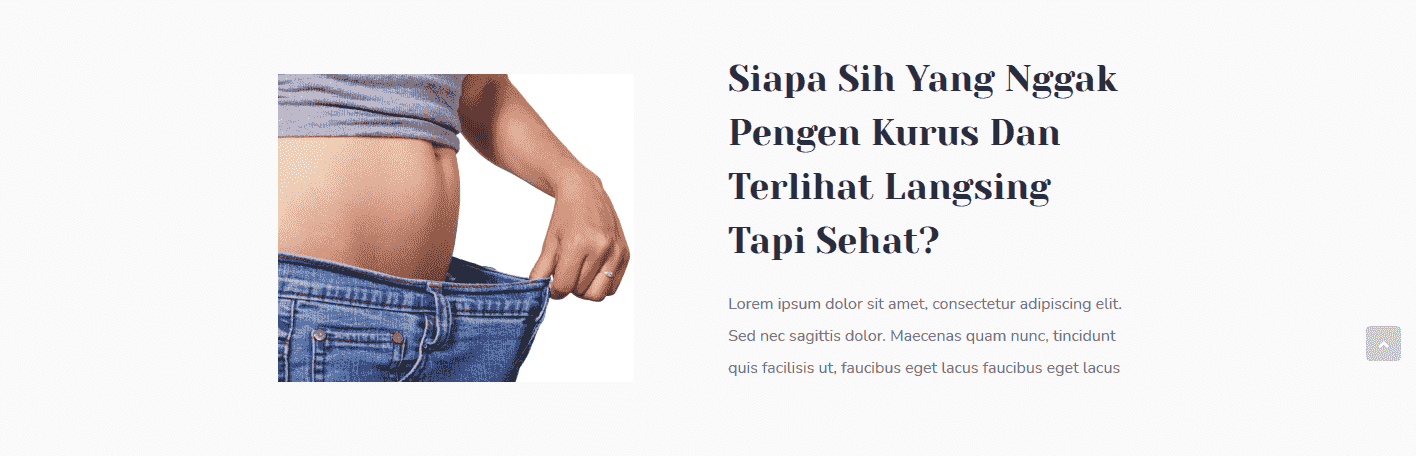 Siapa Sih Yang Nggak
Pengen Kurus Dan
Terlihat Langsing
Tapi Sehat?
Lorem ipsum dolor sit amet, consectetur adipiscing elit.
Sed nec sagittis dolor. Maecenas quam nunc, tincidunt
quis facilisis ut, faucibus eget lacus faucibus eget lacus